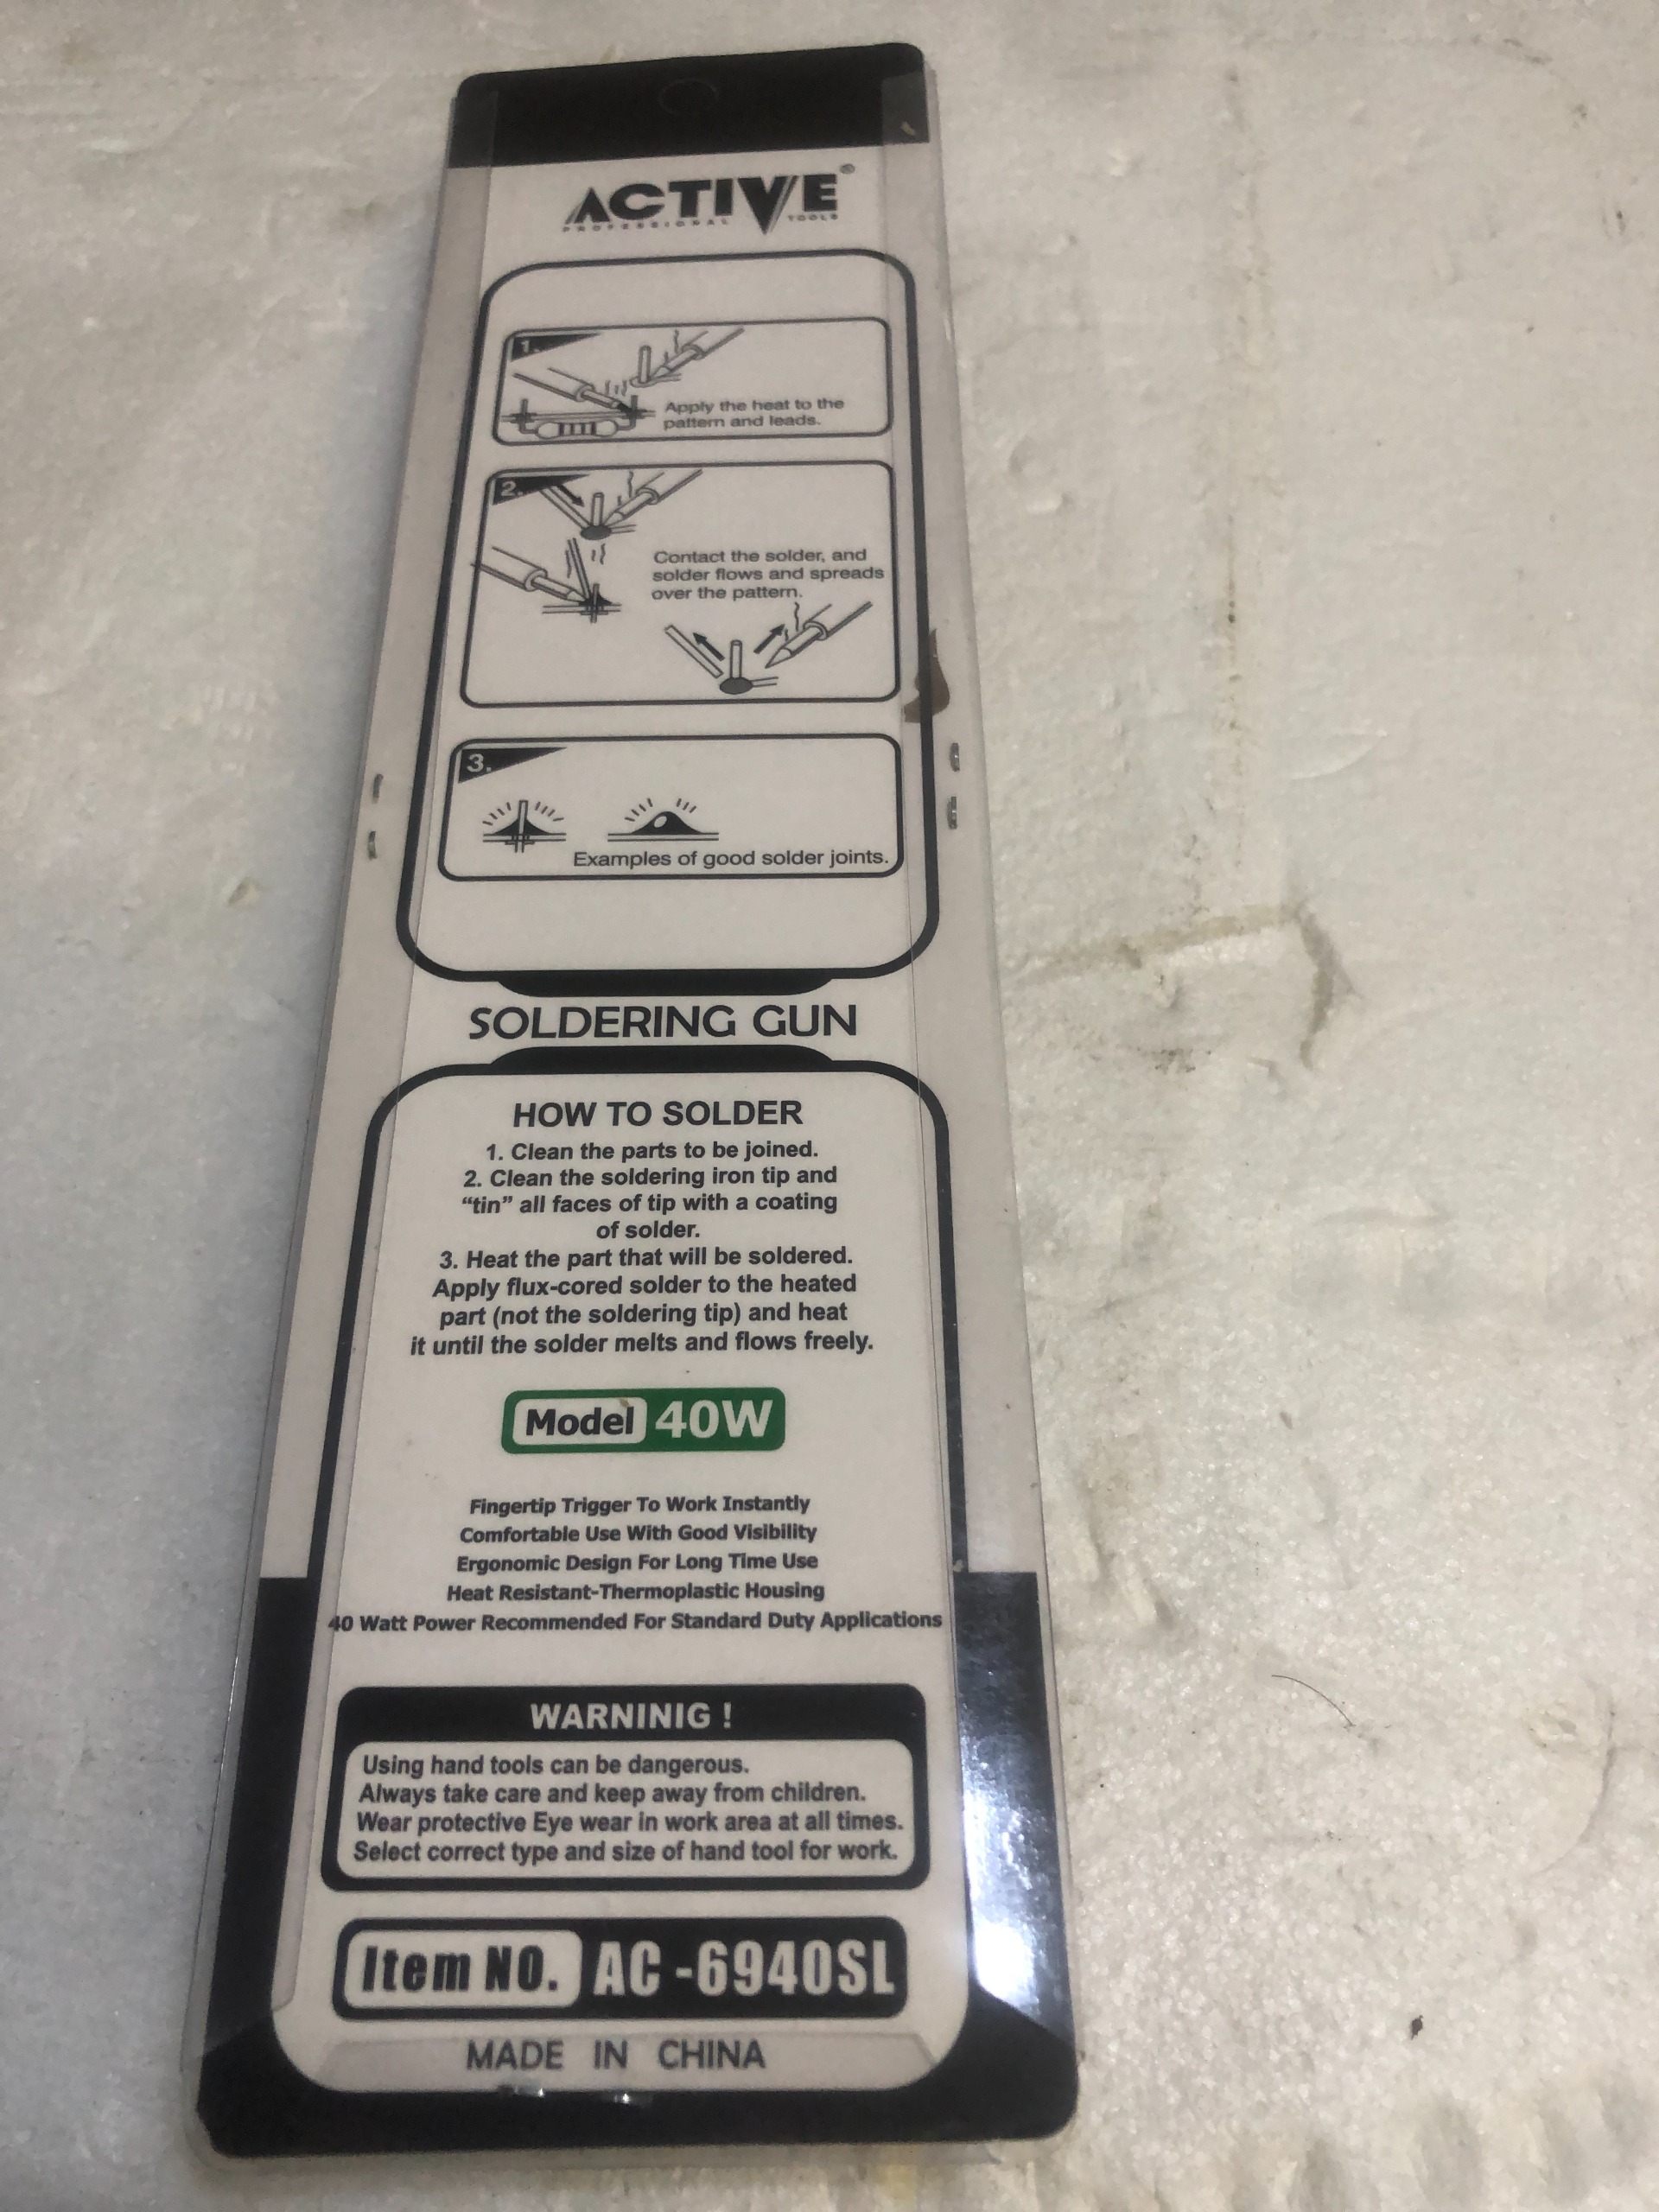 ACTIVE®
PROFESSIONAL TOOLS
1.
Apply the heat to the
pattern and leads.
2.
Contact the solder, and
solder flows and spreads
over the pattern.
3.
Examples of good solder joints.
SOLDERING GUN
HOW TO SOLDER
1. Clean the parts to be joined.
2. Clean the soldering iron tip and
“tin” all faces of tip with a coating
of solder.
3. Heat the part that will be soldered.
Apply flux-cored solder to the heated
part (not the soldering tip) and heat
it until the solder melts and flows freely.
Model 40W
Fingertip Trigger To Work Instantly
Comfortable Use With Good Visibility
Ergonomic Design For Long Time Use
Heat Resistant-Thermoplastic Housing
40 Watt Power Recommended For Standard Duty Applications
WARNINIG !
Using hand tools can be dangerous.
Always take care and keep away from children.
Wear protective Eye wear in work area at all times.
Select correct type and size of hand tool for work.
Item NO. AC-6940SL
MADE IN CHINA